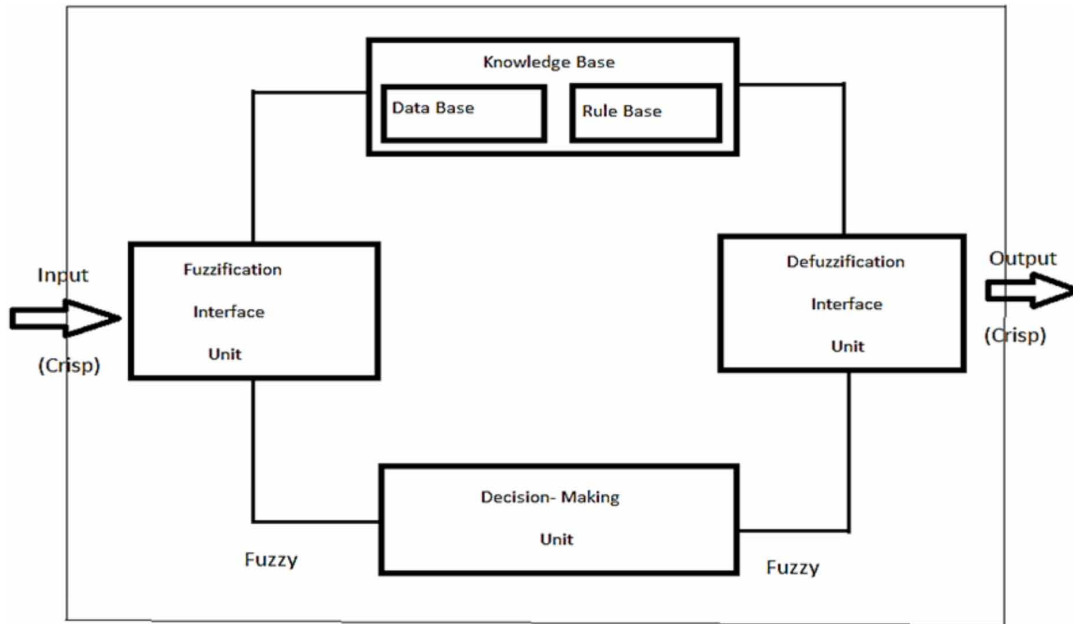 Knowledge Base
Data Base
Rule Base
Input
(Crisp)
Fuzzification
Interface
Unit
Defuzzification
Interface
Unit
Output
(Crisp)
Decision- Making
Unit
Fuzzy
Fuzzy